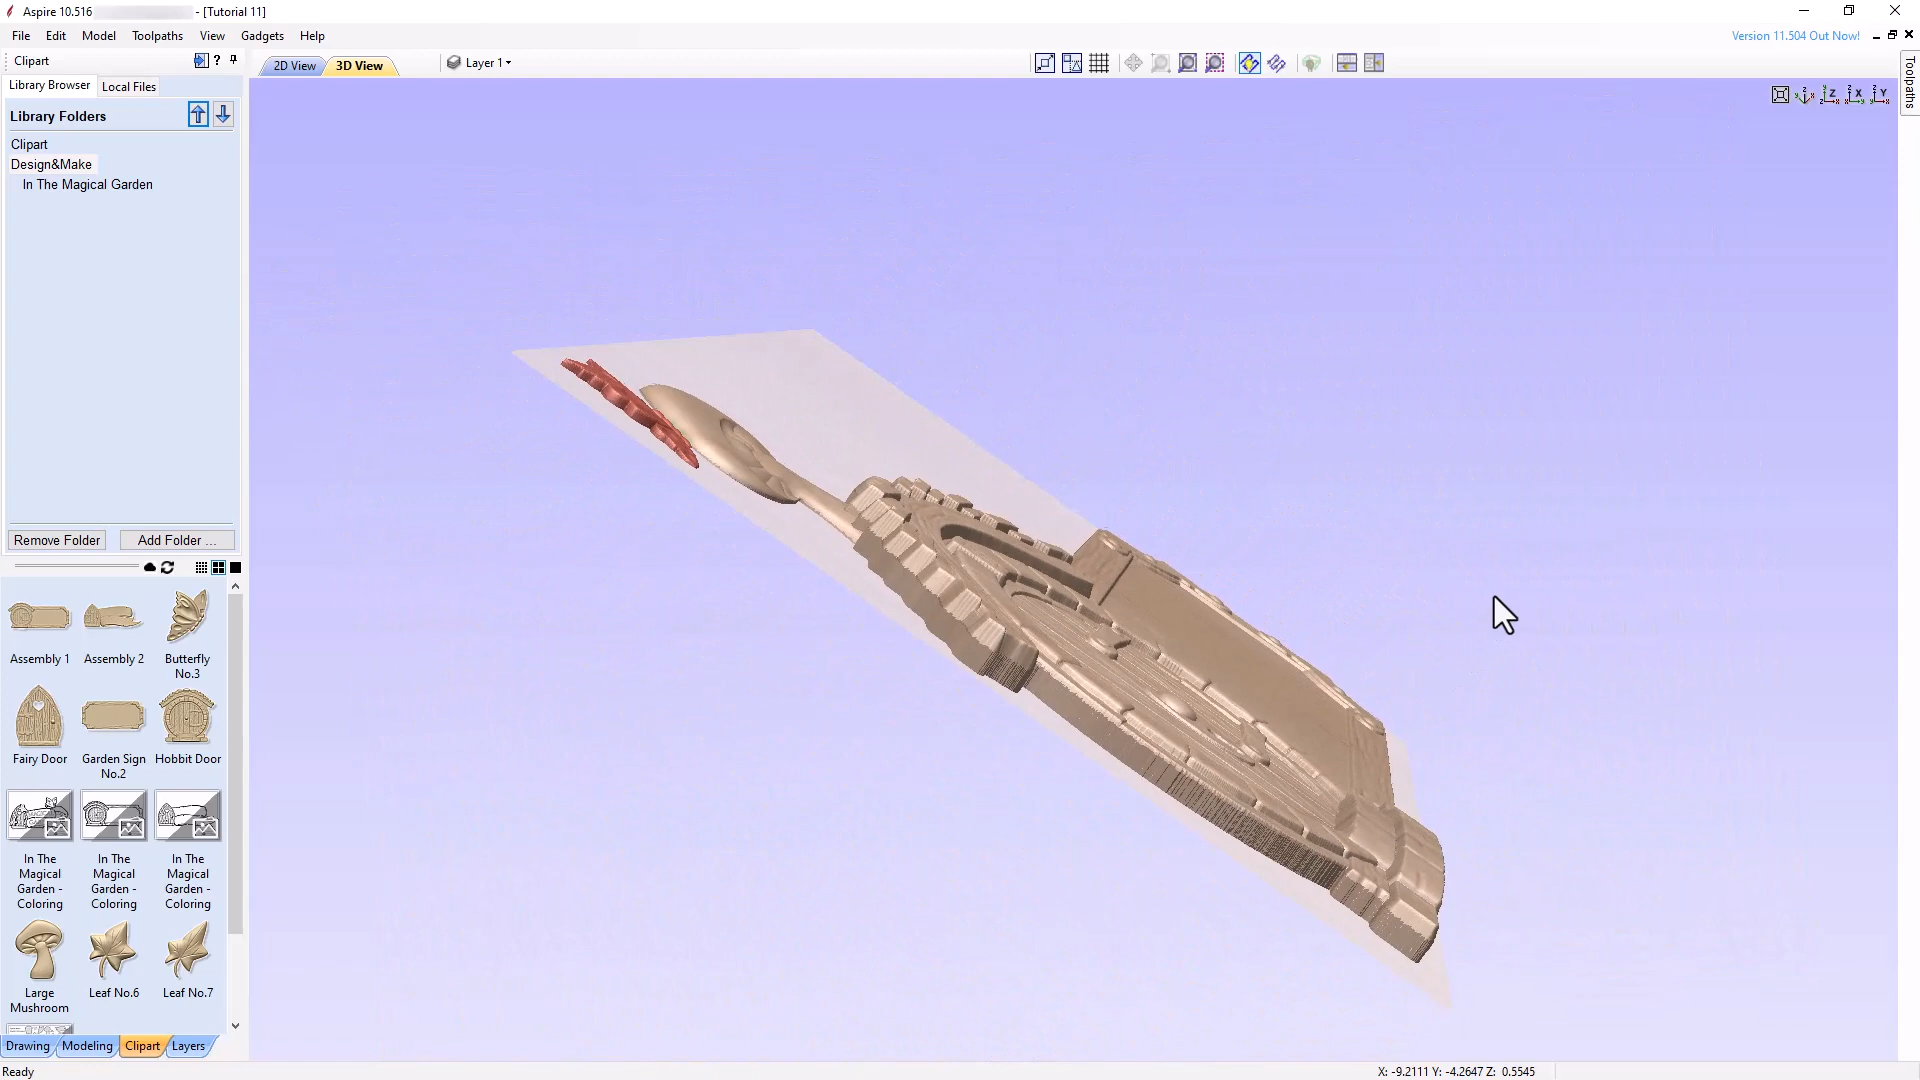 Aspire 10.516 - [Tutorial 11]
File Edit Model Toolpaths View Gadgets Help
Version 11.504 Out Now!
Clipart
?
2D View 3D View
Layer 1
Library Browser Local Files
Toolpaths
Library Folders
Clipart
Design&Make
In The Magical Garden
Remove Folder Add Folder ...
Assembly 1 Assembly 2 Butterfly No.3
Fairy Door Garden Sign No.2 Hobbit Door
In The Magical Garden - Coloring In The Magical Garden - Coloring In The Magical Garden - Coloring
Large Mushroom Leaf No.6 Leaf No.7
Drawing Modeling Clipart Layers
Ready
X: -9.2111 Y: -4.2647 Z: 0.5545